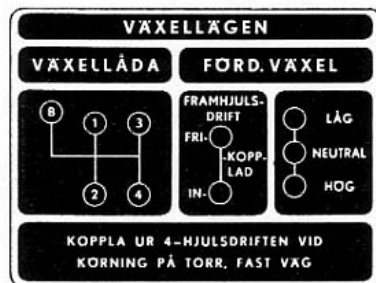 VÄXELLÄGEN
VÄXELLÅDA
FÖRD. VÄXEL
B
1
3
2
4
FRAMHJULS-
DRIFT
FRI-
-KOPP-
LAD
IN-
LÅG
NEUTRAL
HÖG
KOPPLA UR 4-HJULSDRIFTEN VID
KÖRNING PÅ TORR, FAST VÄG